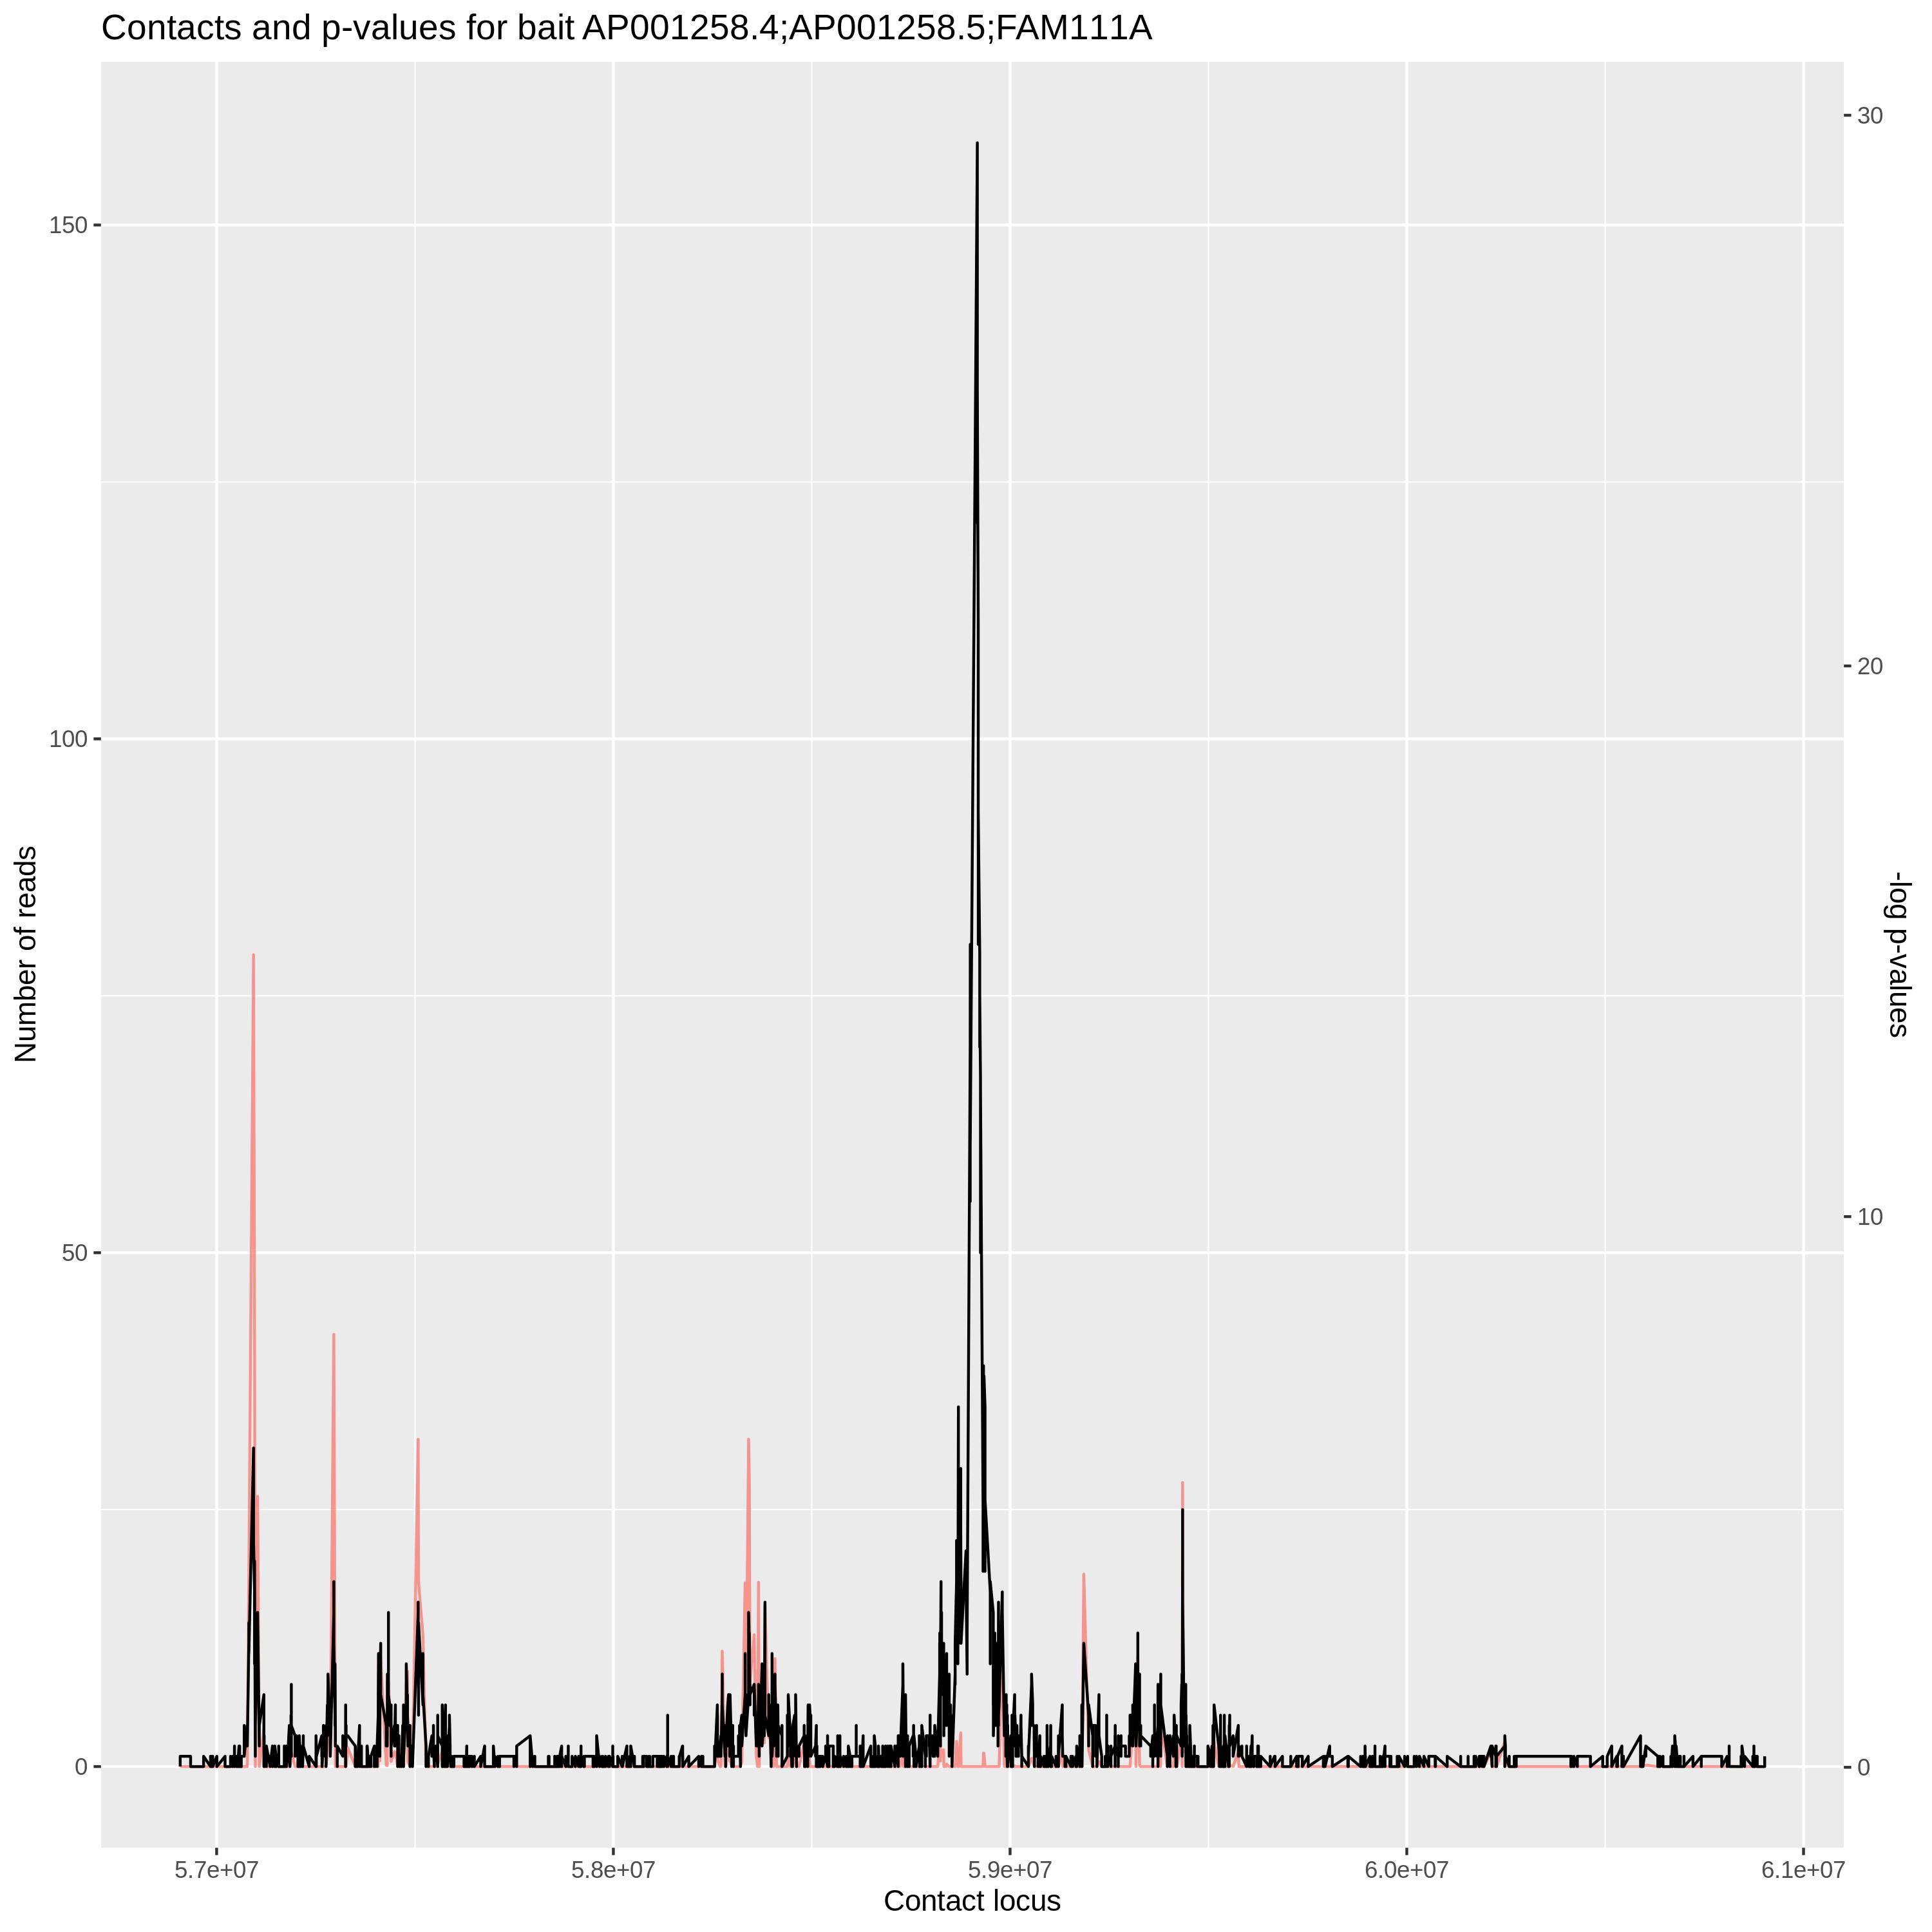 Contacts and p-values for bait AP001258.4;AP001258.5;FAM111A
Number of reads
150
100
50
0
30
20
10
0
-log p-values
5.7e+07 5.8e+07 5.9e+07 6.0e+07 6.1e+07
Contact locus